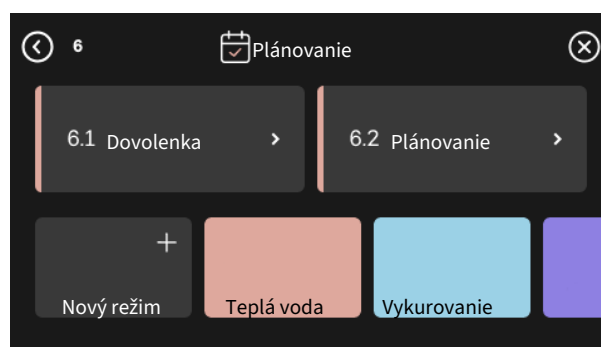 6 Plánovanie
6.1 Dovolenka
6.2 Plánovanie
Nový režim
Teplá voda
Vykurovanie